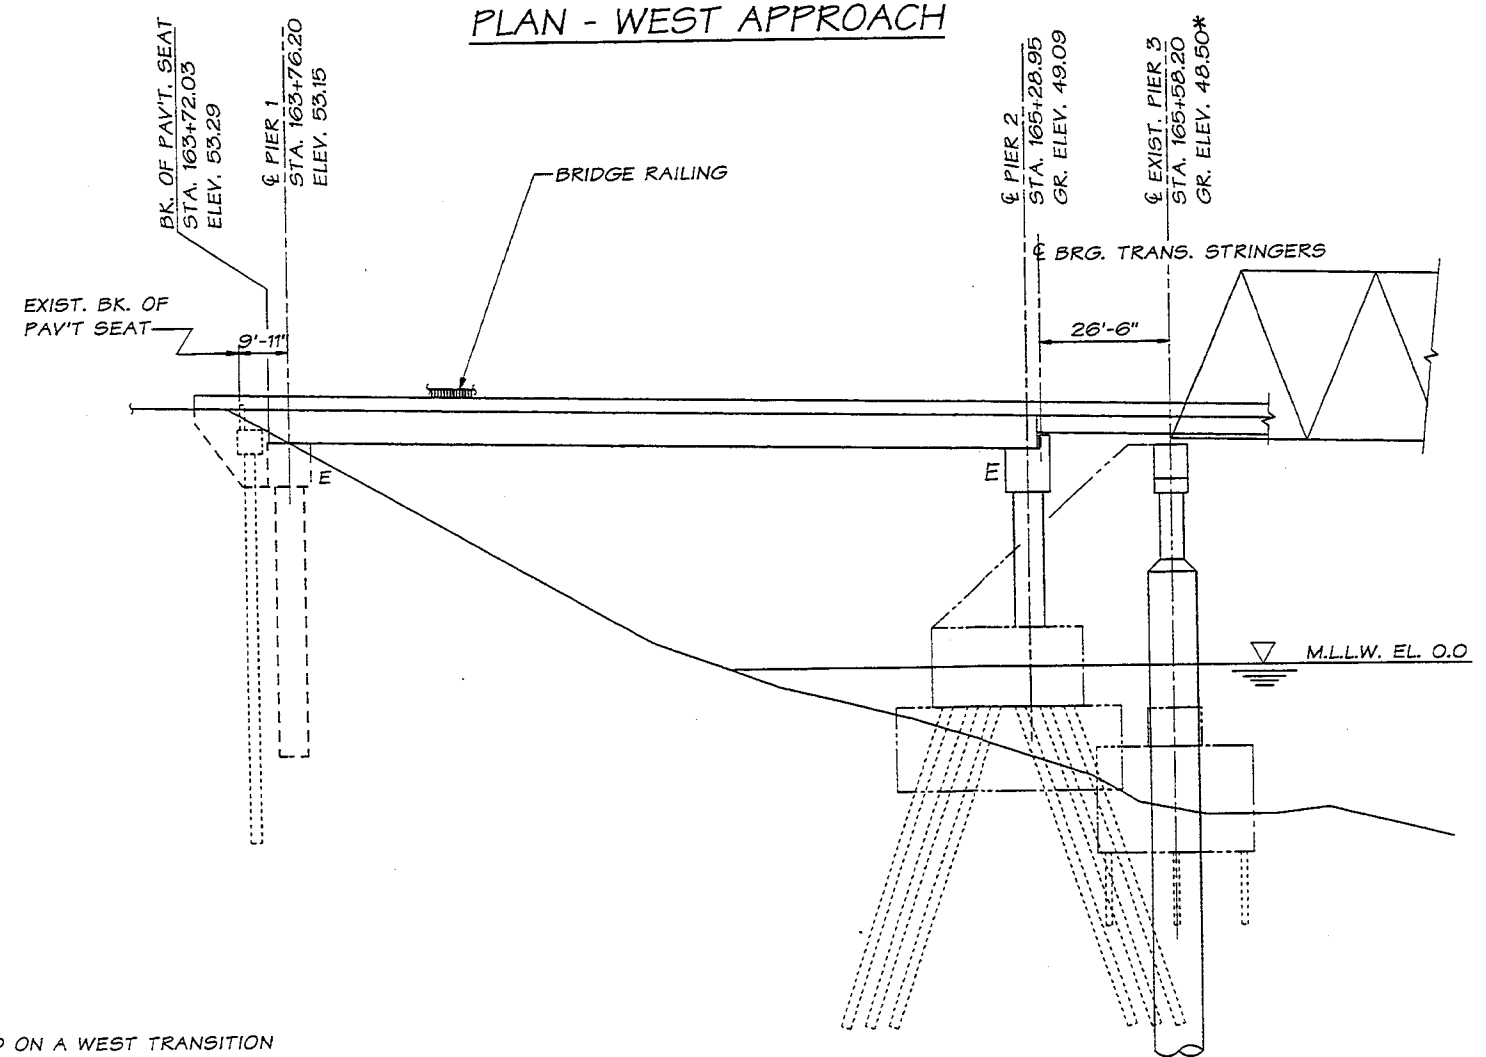 PLAN - WEST APPROACH
BK. OF PAV'T. SEAT
STA. 163+72.03
ELEV. 53.29
℄ PIER 1
STA. 163+76.20
ELEV. 53.15
℄ PIER 2
STA. 165+28.95
GR. ELEV. 49.09
℄ EXIST. PIER 3
STA. 165+58.20
GR. ELEV. 48.50*
BRIDGE RAILING
℄ BRG. TRANS. STRINGERS
EXIST. BK. OF
PAV'T SEAT
9'-11"
26'-6"
E
E
M.L.L.W. EL. 0.0
ON A WEST TRANSITION